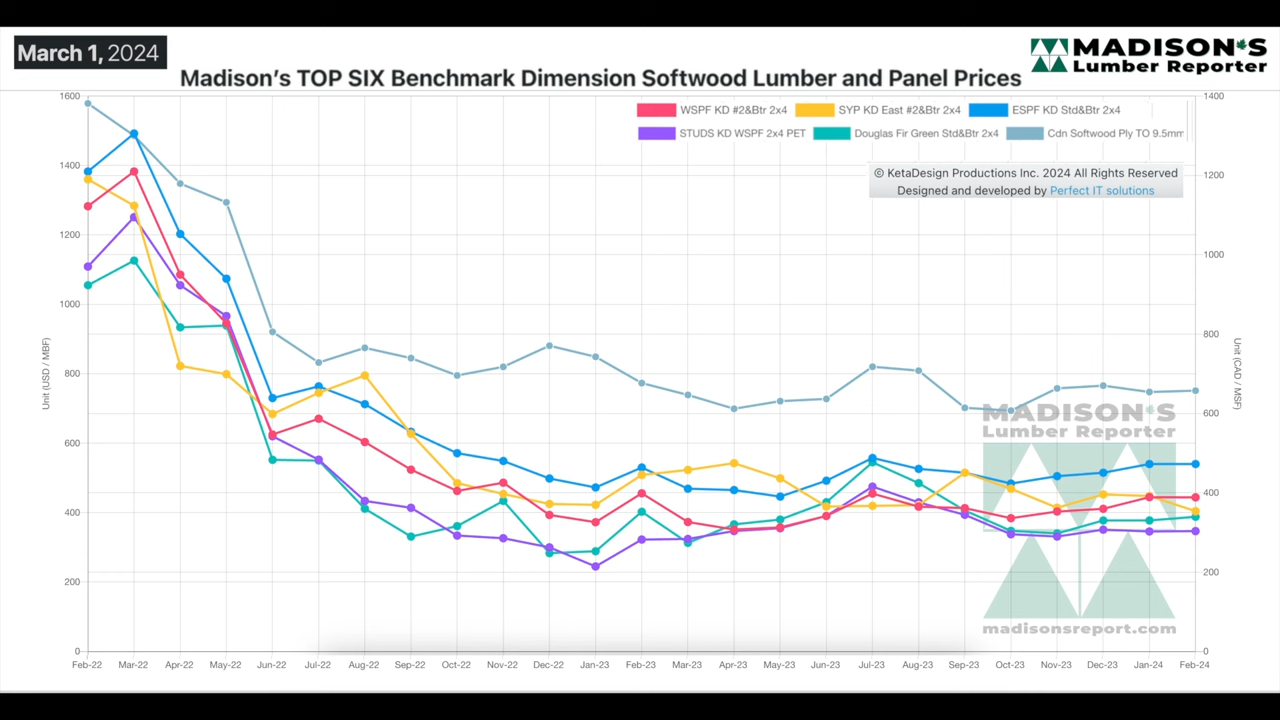 March 1, 2024
MADISON'S
Lumber Reporter
Madison's TOP SIX Benchmark Dimension Softwood Lumber and Panel Prices
WSPF KD #2&Btr 2x4 SYP KD East #2&Btr 2x4 ESPF KD Std&Btr 2x4
STUDS KD WSPF 2x4 PET Douglas Fir Green Std&Btr 2x4 Cdn Softwood Ply TO 9.5mm
© KetaDesign Productions Inc. 2024 All Rights Reserved
Designed and developed by Perfect IT solutions
1600
1400
1200
1000
800
600
400
200
0
Unit (USD / MBF)
1400
1200
1000
800
600
400
200
0
Unit (CAD / MSF)
MADISON'S
Lumber Reporter
madisonsreport.com
Feb-22 Mar-22 Apr-22 May-22 Jun-22 Jul-22 Aug-22 Sep-22 Oct-22 Nov-22 Dec-22 Jan-23 Feb-23 Mar-23 Apr-23 May-23 Jun-23 Jul-23 Aug-23 Sep-23 Oct-23 Nov-23 Dec-23 Jan-24 Feb-24